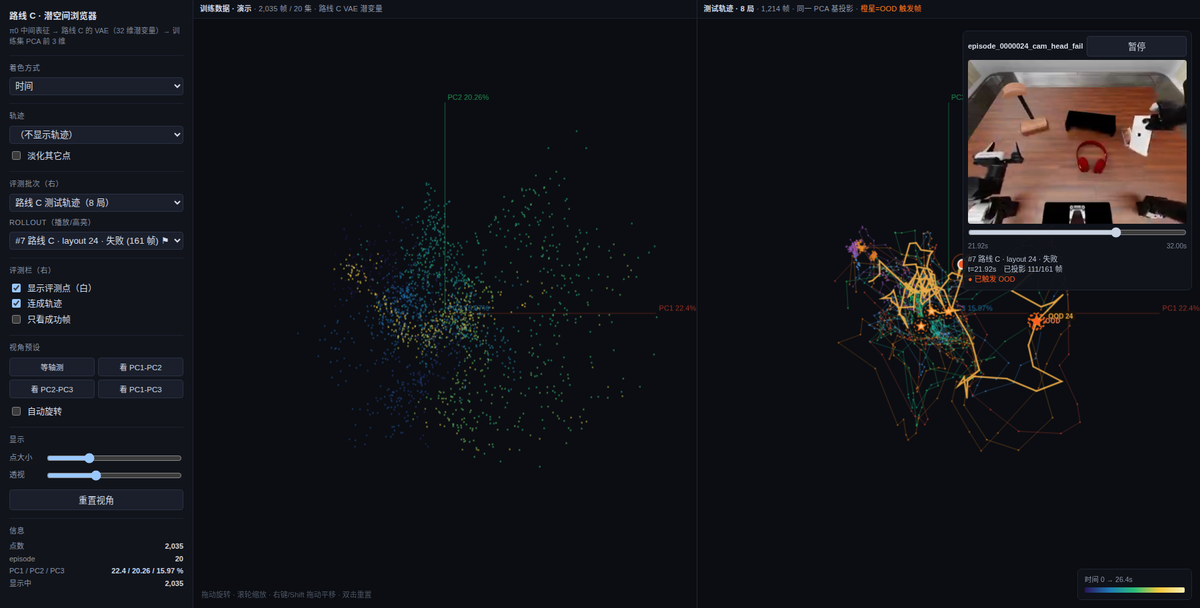 路线 C · 潜空间浏览器
π0 中间表征 → 路线 C 的 VAE（32 维潜变量）→ 训
练集 PCA 前 3 维
着色方式
时间
轨迹
（不显示轨迹）
淡化其它点
评测批次（右）
路线 C 测试轨迹（8 局）
ROLLOUT（播放/高亮）
#7 路线 C · layout 24 · 失败 (161 帧) ⚑
评测栏（右）
显示评测点（白）
连成轨迹
只看成功帧
视角预设
等轴测
看 PC1-PC2
看 PC2-PC3
看 PC1-PC3
自动旋转
显示
点大小
透视
重置视角
信息
点数 2,035
episode 20
PC1 / PC2 / PC3 22.4 / 20.26 / 15.97 %
显示中 2,035
训练数据 · 演示 · 2,035 帧 / 20 集 · 路线 C VAE 潜变量
PC2 20.26%
PC1 22.4%
拖动旋转 · 滚轮缩放 · 右键/Shift 拖动平移 · 双击重置
测试轨迹 · 8 局 · 1,214 帧 · 同一 PCA 基投影 · 橙星=OOD 触发帧
episode_0000024_cam_head_fail
暂停
21.92s 32.00s
#7 路线 C · layout 24 · 失败
t=21.92s 已投影 111/161 帧
● 已触发 OOD
15.97%
PC1 22.4%
OOD 24
时间 0 → 26.4s